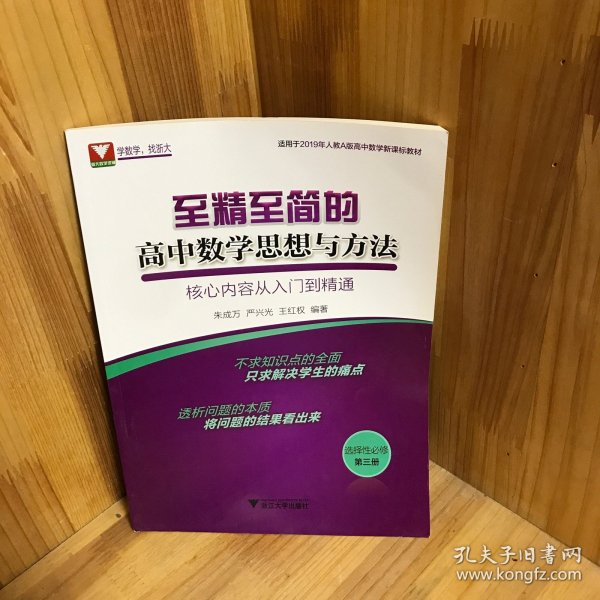 学数学，找浙大
适用于2019年人教A版高中数学新课标教材
至精至简的
高中数学思想与方法
核心内容从入门到精通
朱成万 严兴光 王红权 编著
不求知识点的全面
只求解决学生的痛点
透析问题的本质
将问题的结果看出来
选择性必修
第三册
浙江大学出版社
孔夫子旧书网
www.kongfz.com